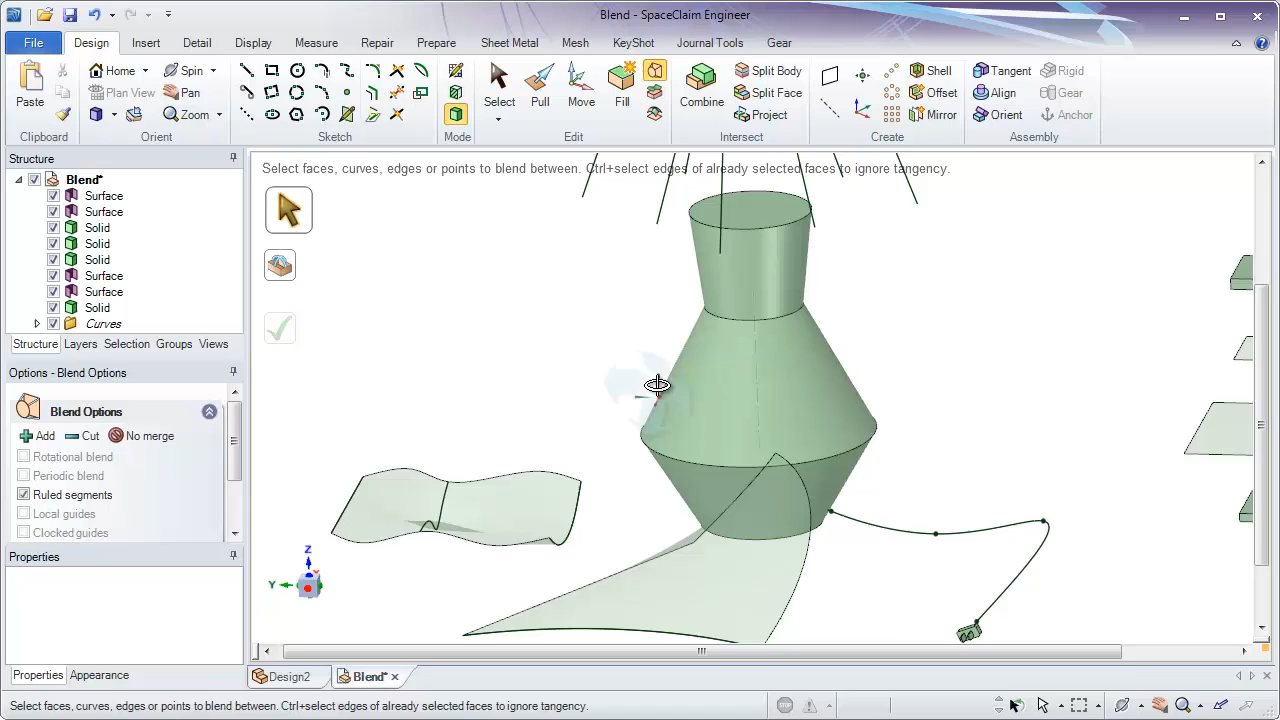 Blend - SpaceClaim Engineer
File Design Insert Detail Display Measure Repair Prepare Sheet Metal Mesh KeyShot Journal Tools Gear
Paste
Clipboard
Home
Plan View
Spin
Pan
Zoom
Orient
Sketch
Mode
Select
Pull
Move
Fill
Edit
Combine
Split Body
Split Face
Project
Intersect
Shell
Offset
Mirror
Create
Tangent
Align
Orient
Rigid
Gear
Anchor
Assembly
Structure
Blend*
Surface
Surface
Solid
Solid
Solid
Surface
Surface
Solid
Curves
Structure Layers Selection Groups Views
Options - Blend Options
Blend Options
Add Cut No merge
Rotational blend
Periodic blend
Ruled segments
Local guides
Clocked guides
Properties
Properties Appearance
Select faces, curves, edges or points to blend between. Ctrl+select edges of already selected faces to ignore tangency.
Z
Y
Design2 Blend*
Select faces, curves, edges or points to blend between. Ctrl+select edges of already selected faces to ignore tangency.